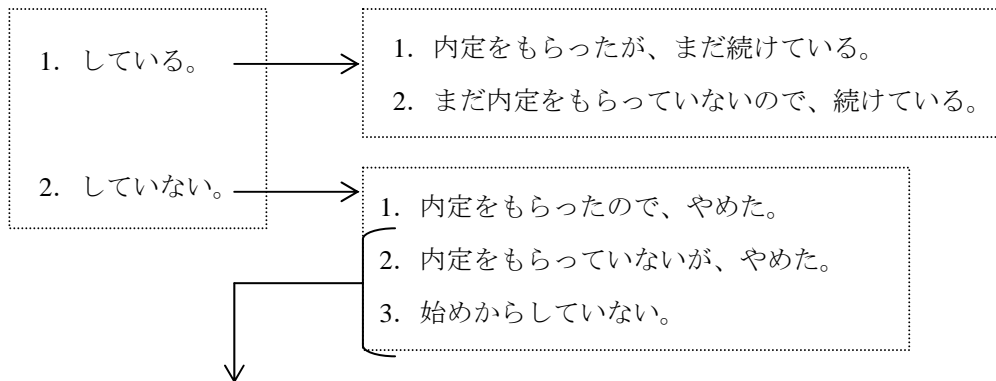 1. している。
1. 内定をもらったが、まだ続けている。
2. まだ内定をもらっていないので、続けている。
2. していない。
1. 内定をもらったので、やめた。
2. 内定をもらっていないが、やめた。
3. 始めからしていない。